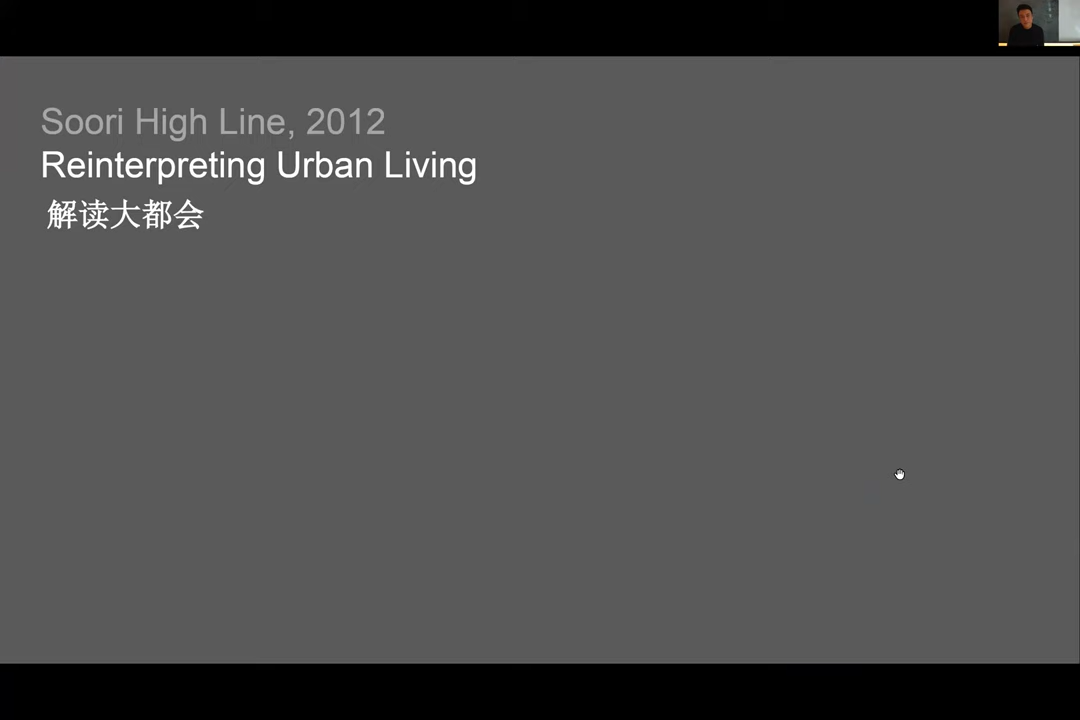 Soori High Line, 2012
Reinterpreting Urban Living
解读大都会